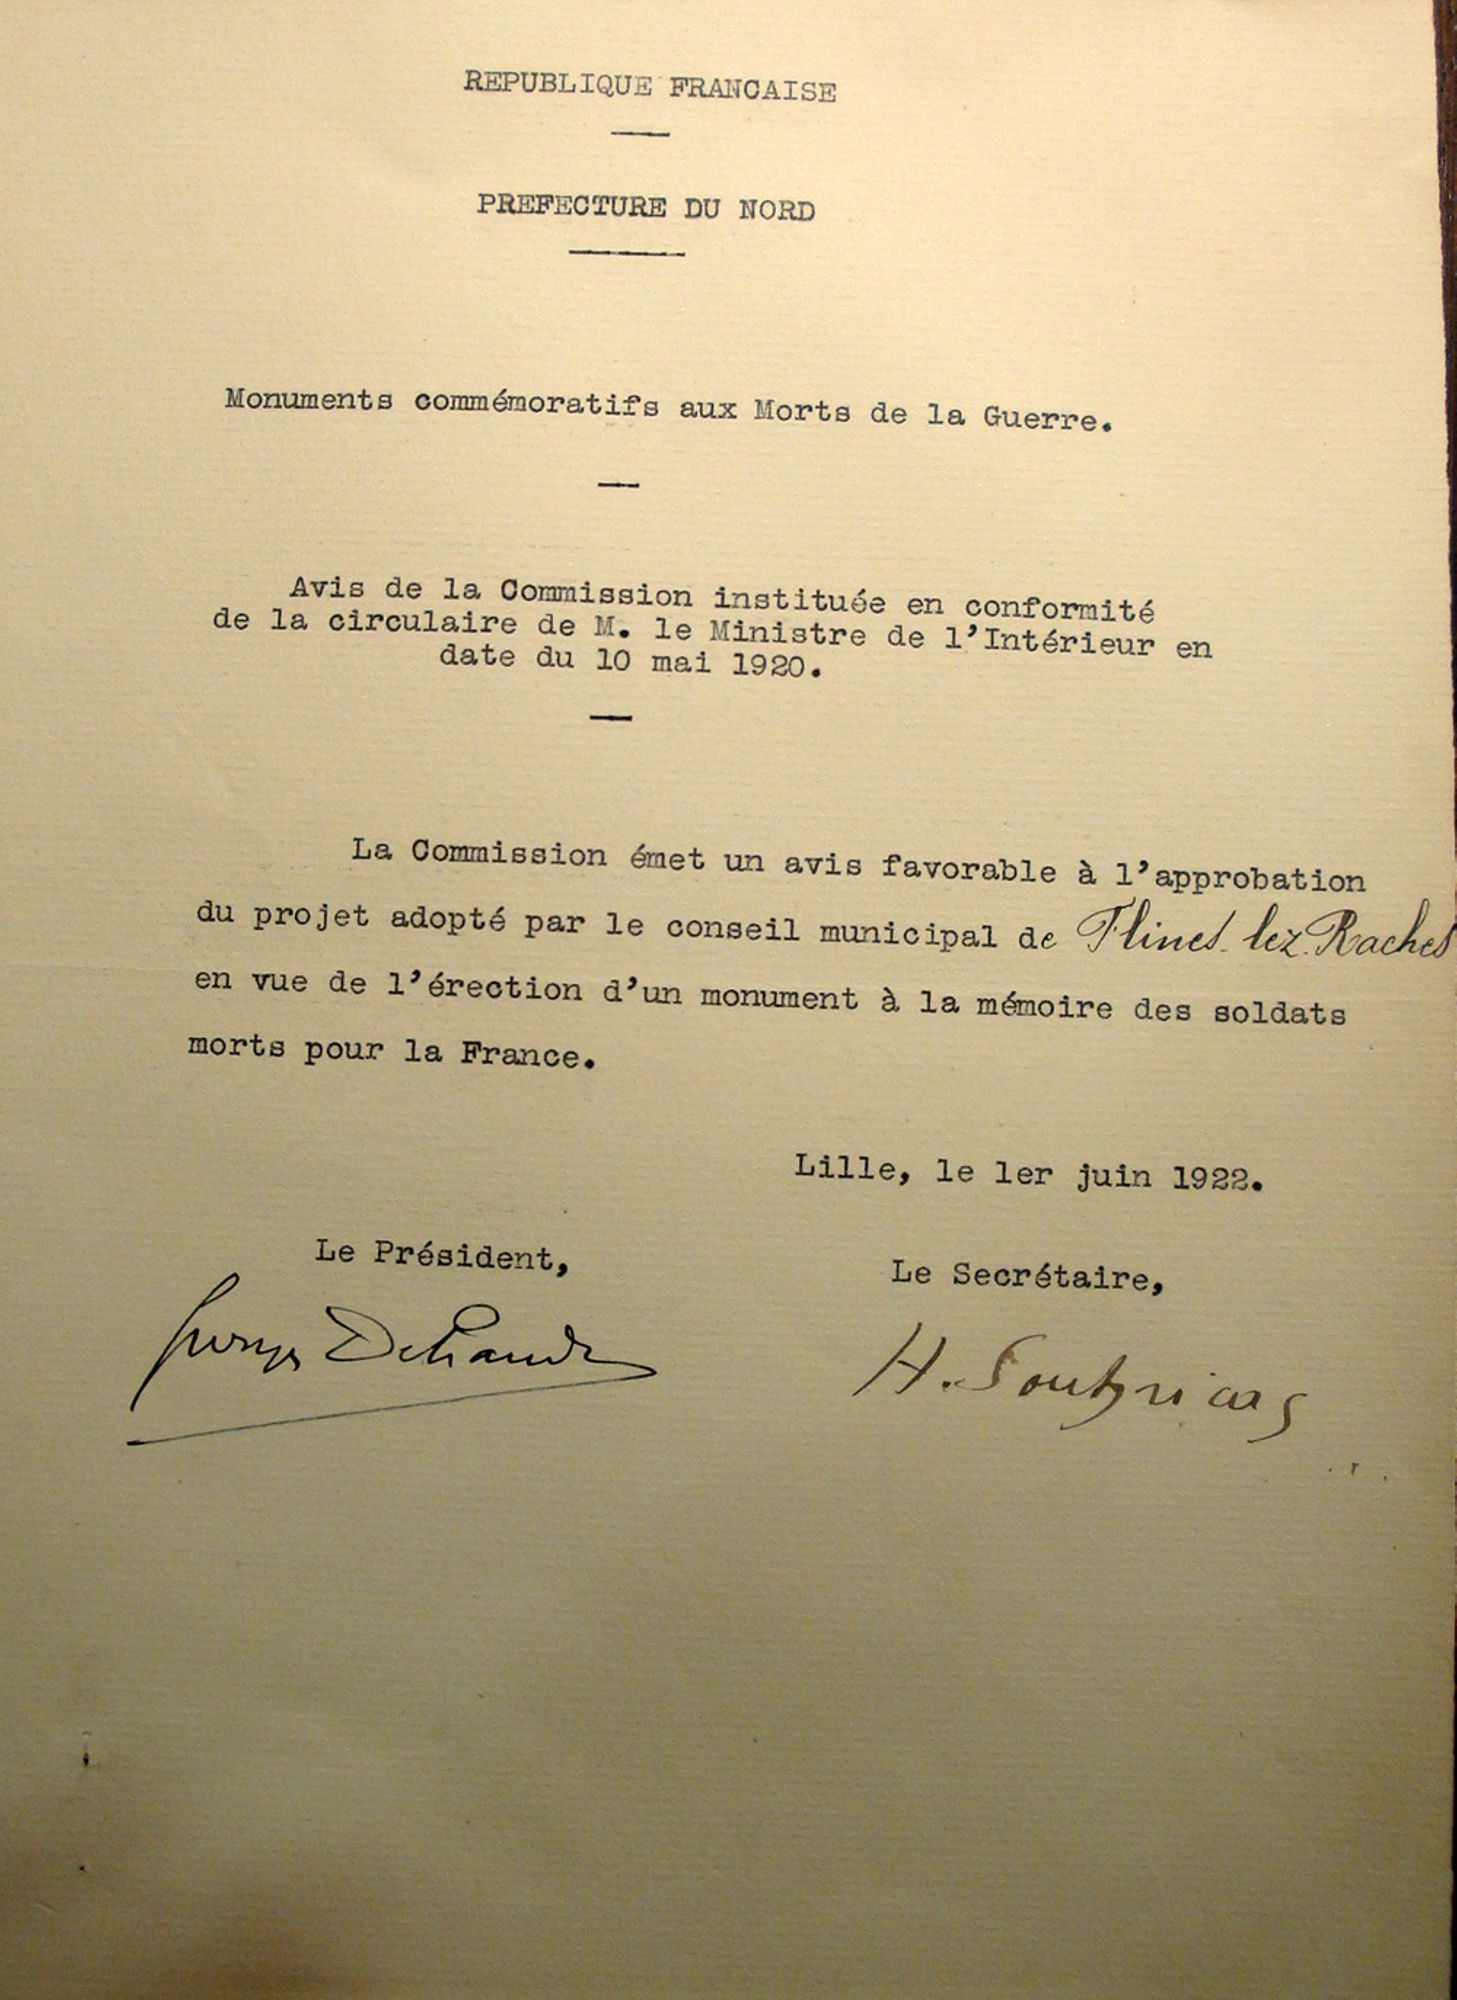 REPUBLIQUE FRANCAISE
PREFECTURE DU NORD
Monuments commémoratifs aux Morts de la Guerre.
Avis de la Commission instituée en conformité
de la circulaire de M. le Ministre de l'Intérieur en
date du 10 mai 1920.
La Commission émet un avis favorable à l'approbation
du projet adopté par le conseil municipal de Flines-lez-Raches
en vue de l'érection d'un monument à la mémoire des soldats
morts pour la France.
Lille, le 1er juin 1922.
Le Président,
Le Secrétaire,
Georges
H.